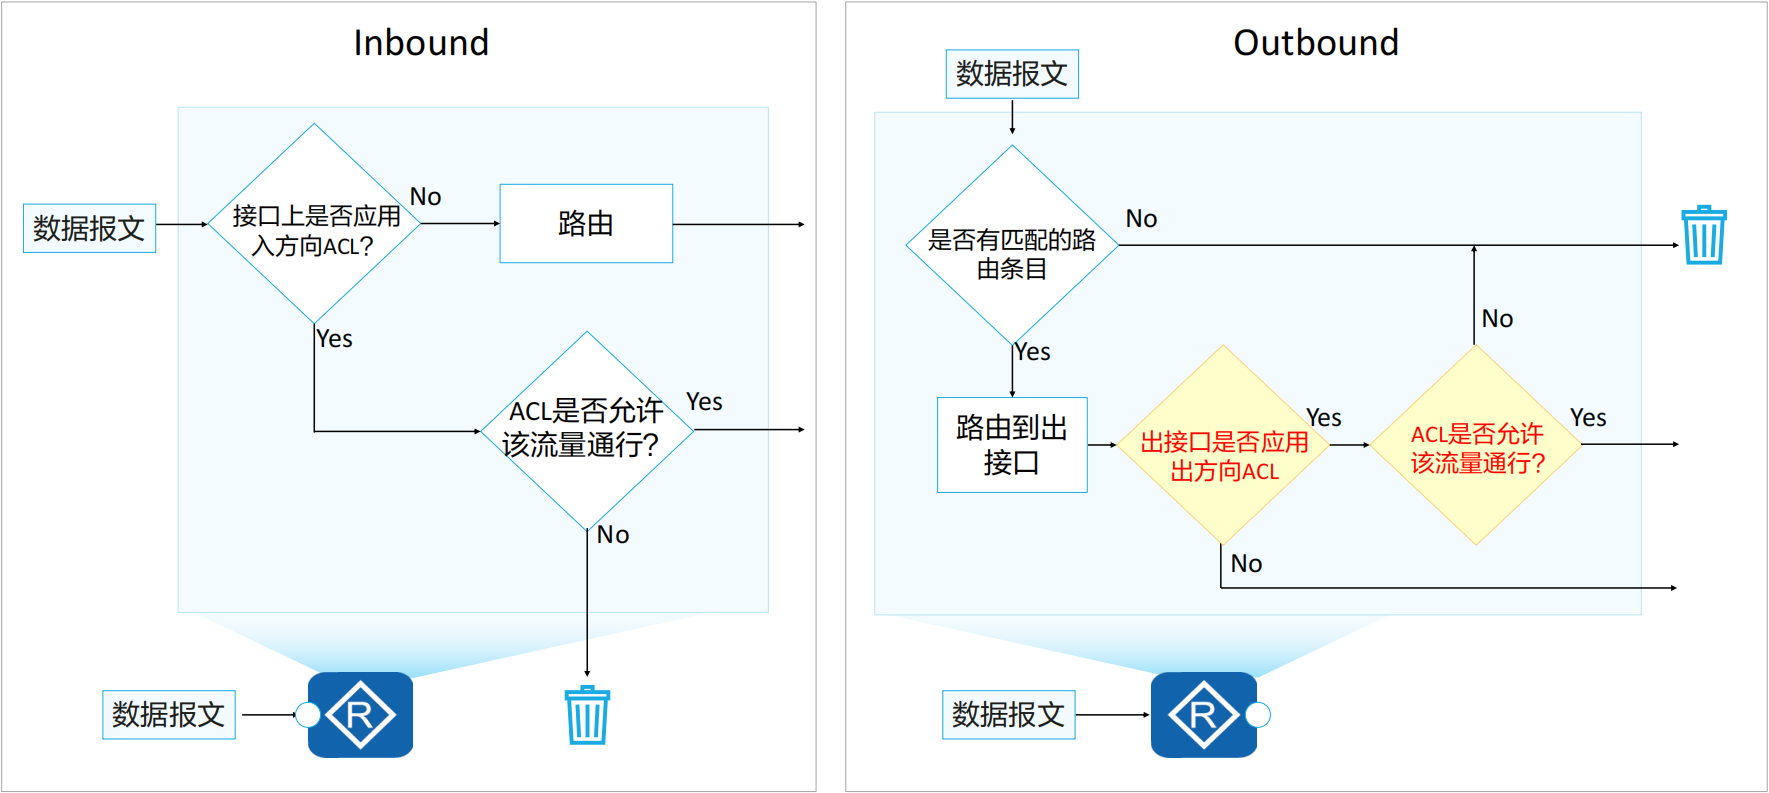 Inbound
数据报文
接口上是否应用
入方向ACL?
No
路由
Yes
ACL是否允许
该流量通行?
Yes
No
数据报文
R
Outbound
数据报文
是否有匹配的路
由条目
No
Yes
路由到出
接口
出接口是否应用
出方向ACL
Yes
No
ACL是否允许
该流量通行?
No
Yes
数据报文
R